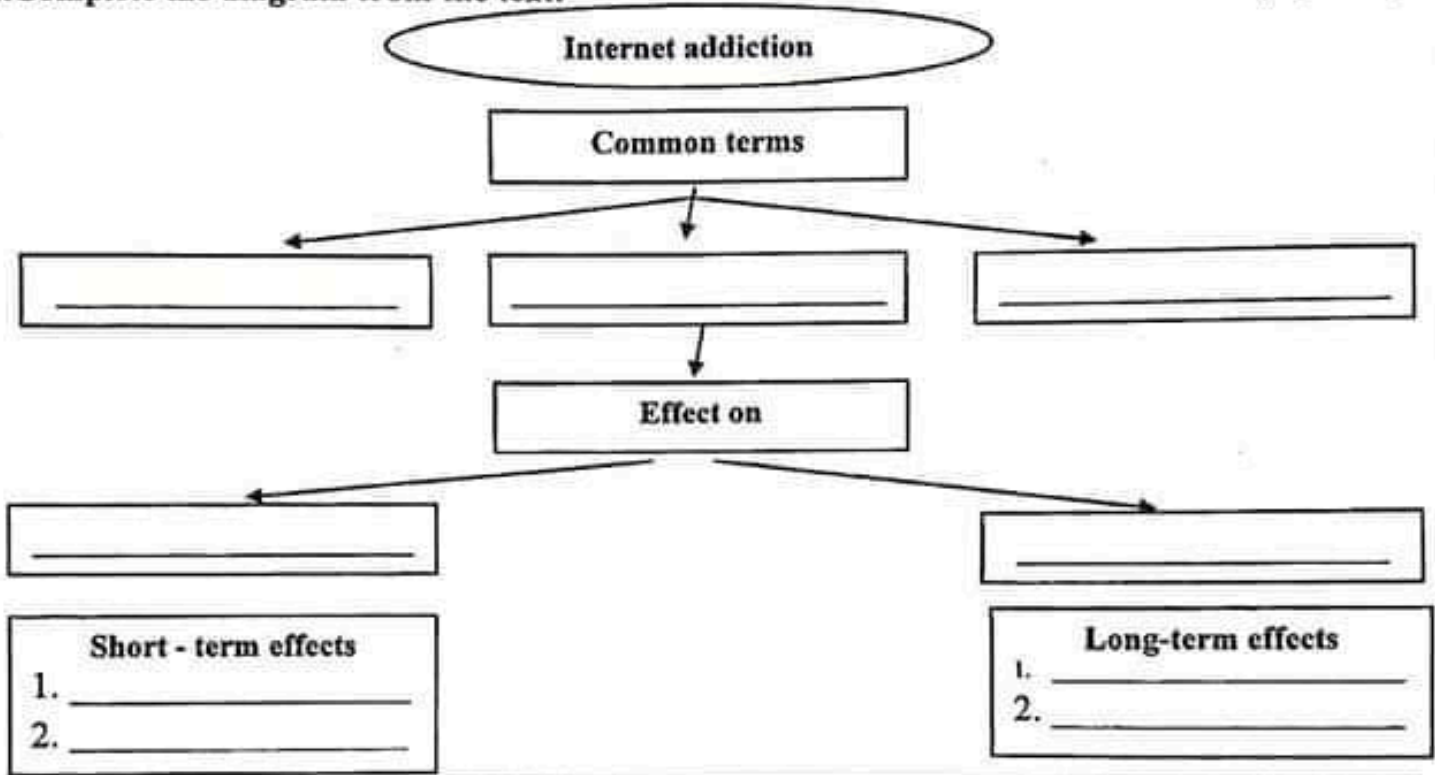 Internet addiction
Common terms
Effect on
Short - term effects
1.
2.
Long-term effects
1.
2.